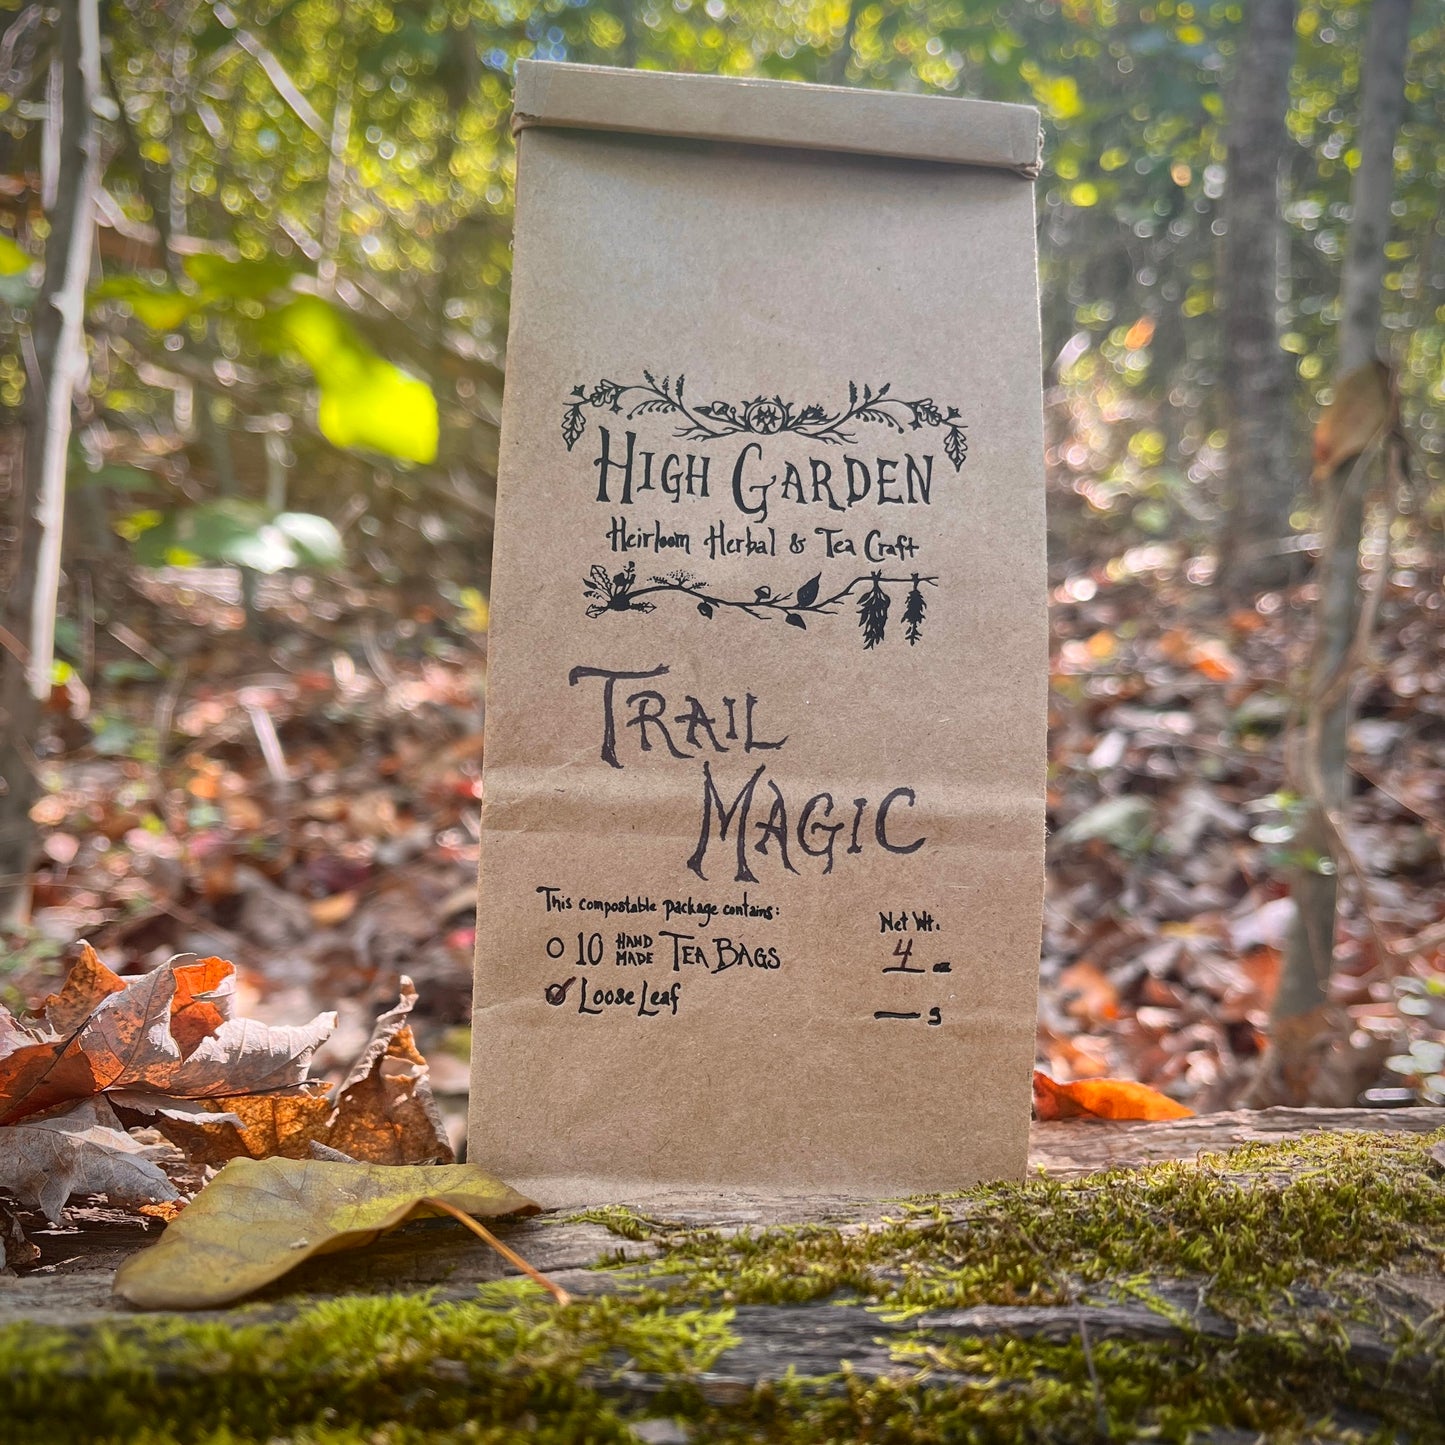 High Garden
Heirloom Herbal & Tea Craft
Trail
Magic
This compostable package contains:
10 HAND MADE Tea Bags
Loose Leaf
Net Wt.
4 oz
g